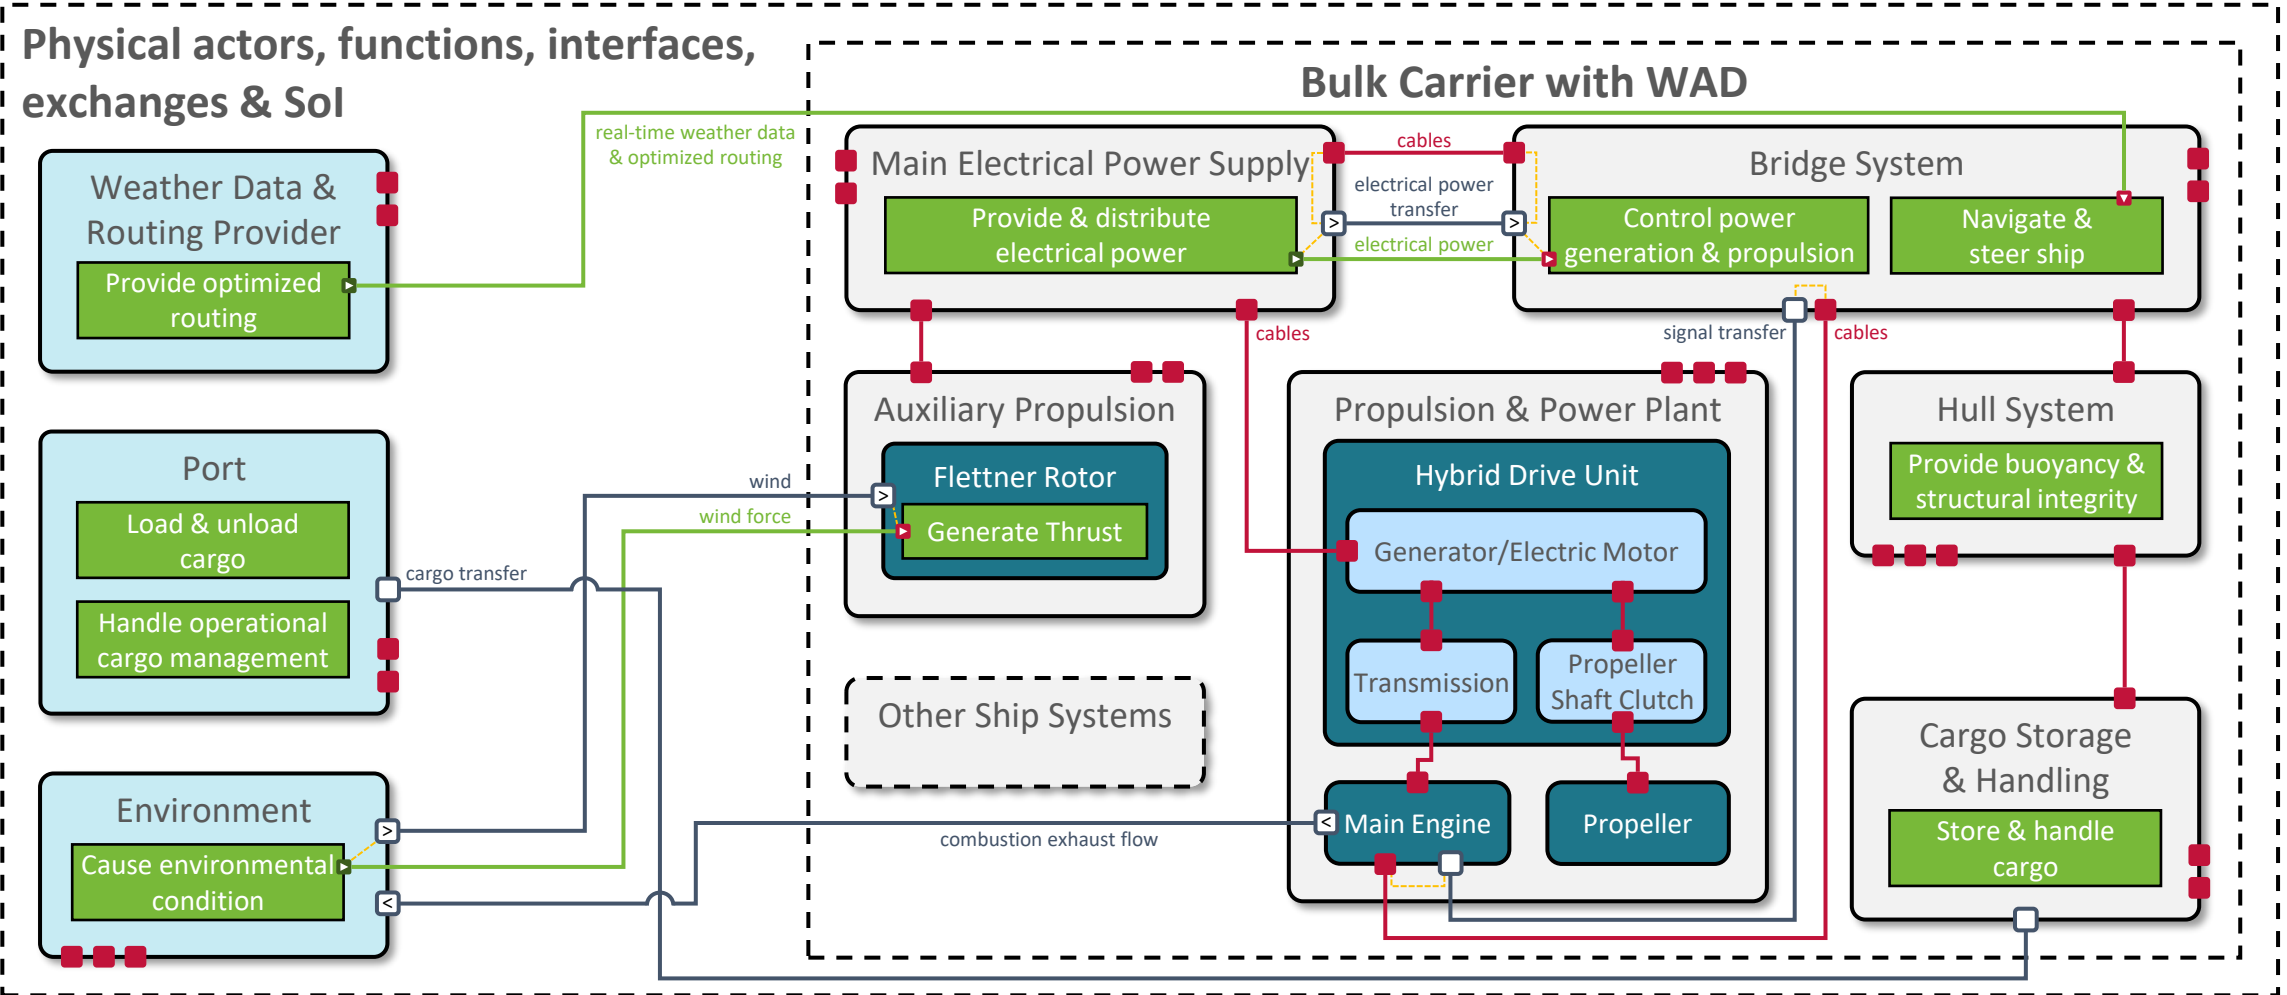 Physical actors, functions, interfaces,
exchanges & SoI
Bulk Carrier with WAD
real-time weather data
& optimized routing
Weather Data &
Routing Provider
Provide optimized
routing
Main Electrical Power Supply
Provide & distribute
electrical power
cables
electrical power
transfer
electrical power
Bridge System
Control power
generation & propulsion
Navigate &
steer ship
cables
signal transfer
cables
Port
Load & unload
cargo
Handle operational
cargo management
cargo transfer
wind
wind force
Auxiliary Propulsion
Flettner Rotor
Generate Thrust
Propulsion & Power Plant
Hybrid Drive Unit
Generator/Electric Motor
Transmission
Propeller
Shaft Clutch
Main Engine
Propeller
Hull System
Provide buoyancy &
structural integrity
Other Ship Systems
Environment
Cause environmental
condition
combustion exhaust flow
Cargo Storage
& Handling
Store & handle
cargo